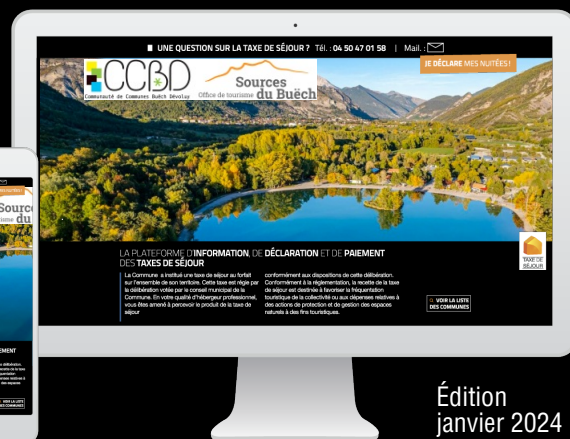 UNE QUESTION SUR LA TAXE DE SÉJOUR ? Tél. : 04 50 47 01 58 | Mail. :
JE DÉCLARE MES NUITÉES !
CCBD
Communauté de Communes Buëch Dévoluy
Sources
Office de tourisme du Buëch
LA PLATEFORME D'INFORMATION, DE DÉCLARATION ET DE PAIEMENT
DES TAXES DE SÉJOUR
La Commune a institué une taxe de séjour au forfait
sur l'ensemble de son territoire. Cette taxe est régie par
la délibération votée par le conseil municipal de la
Commune. En votre qualité d'hébergeur professionnel,
vous êtes amené à percevoir le produit de la taxe de
séjour
conformément aux dispositions de cette délibération.
Conformément à la réglementation, la recette de la taxe
de séjour est destinée à favoriser la fréquentation
touristique de la collectivité ou aux dépenses relatives à
des actions de protection et de gestion des espaces
naturels à des fins touristiques.
TAXE DE
SÉJOUR
VOIR LA LISTE
DES COMMUNES
Édition
janvier 2024